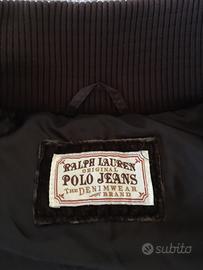 RALPH LAUREN
ORIGINAL
POLO JEANS
THE DENIMWEAR
BRAND
subito